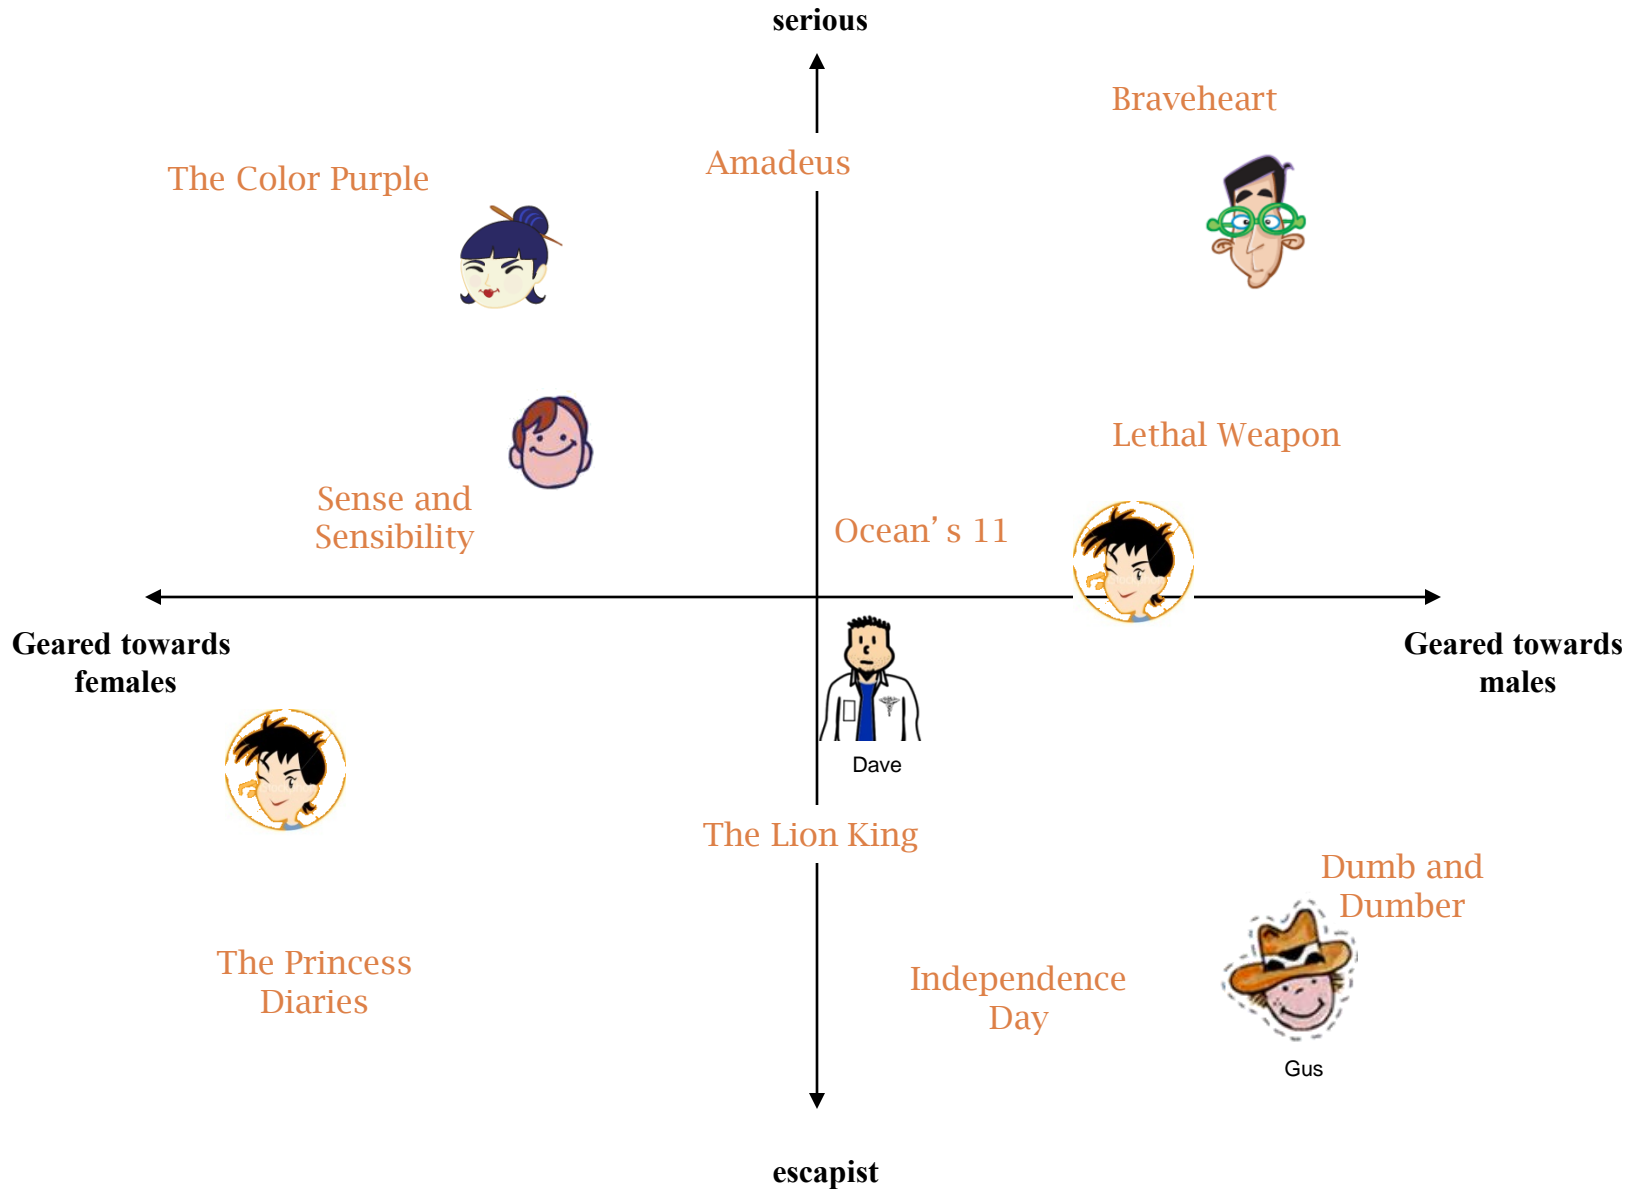 serious
Braveheart
Amadeus
The Color Purple
Lethal Weapon
Sense and
Sensibility
Ocean's 11
Geared towards
females
Geared towards
males
Dave
The Lion King
Dumb and
Dumber
The Princess
Diaries
Independence
Day
Gus
escapist